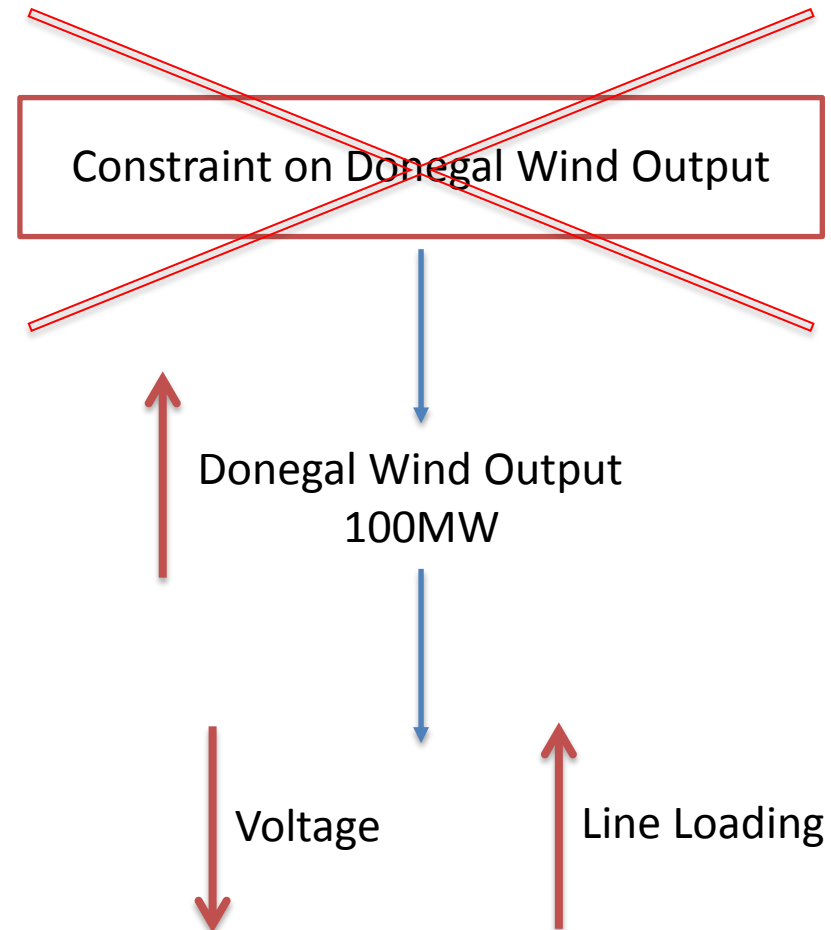 Constraint on Donegal Wind Output
Donegal Wind Output
100MW
Voltage
Line Loading